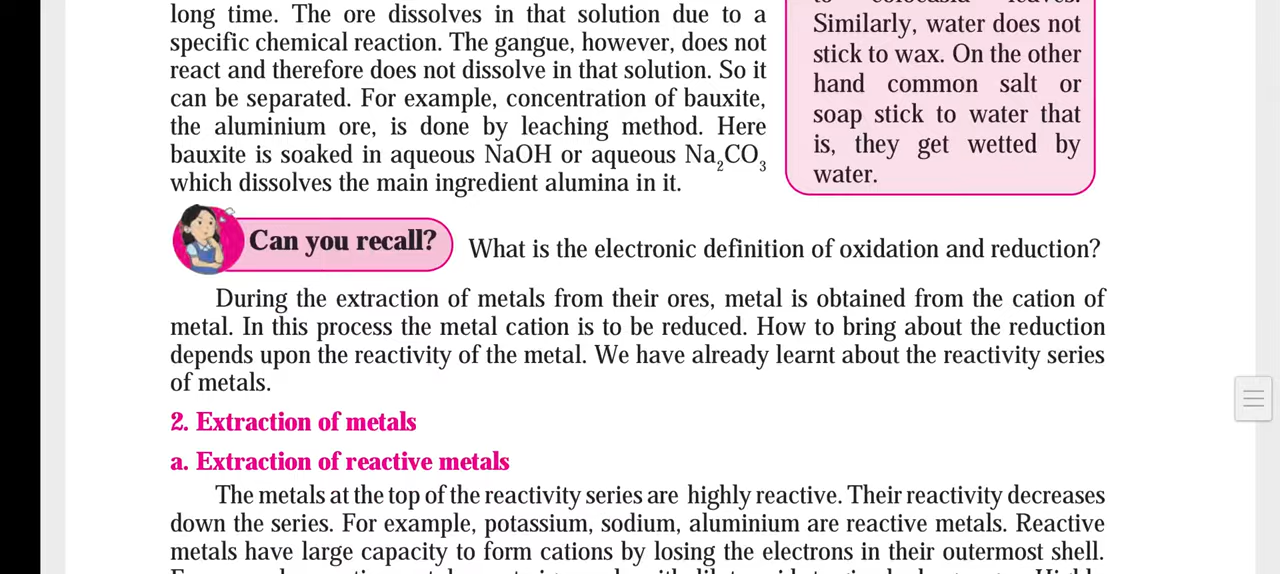 long time. The ore dissolves in that solution due to a
specific chemical reaction. The gangue, however, does not
react and therefore does not dissolve in that solution. So it
can be separated. For example, concentration of bauxite,
the aluminium ore, is done by leaching method. Here
bauxite is soaked in aqueous NaOH or aqueous Na₂CO₃
which dissolves the main ingredient alumina in it.
Similarly, water does not
stick to wax. On the other
hand common salt or
soap stick to water that
is, they get wetted by
water.
Can you recall? What is the electronic definition of oxidation and reduction?
During the extraction of metals from their ores, metal is obtained from the cation of
metal. In this process the metal cation is to be reduced. How to bring about the reduction
depends upon the reactivity of the metal. We have already learnt about the reactivity series
of metals.
2. Extraction of metals
a. Extraction of reactive metals
The metals at the top of the reactivity series are highly reactive. Their reactivity decreases
down the series. For example, potassium, sodium, aluminium are reactive metals. Reactive
metals have large capacity to form cations by losing the electrons in their outermost shell.